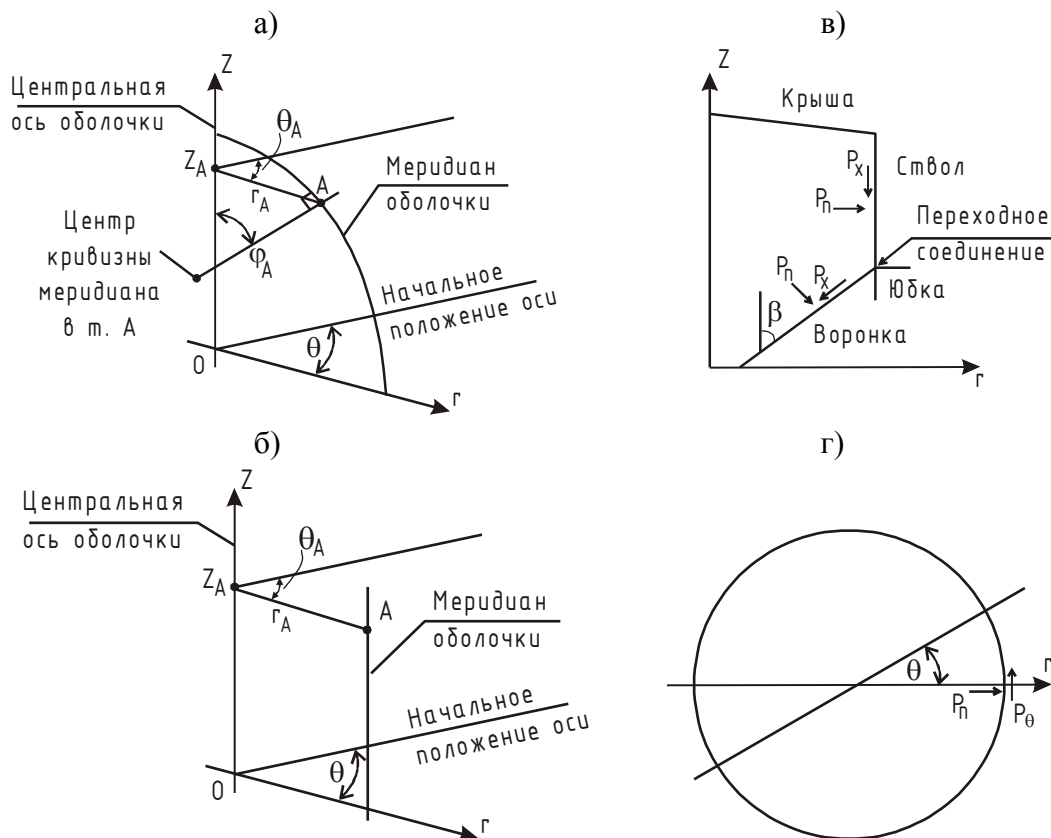 а)
Z
Центральная
ось оболочки
θA
ZA
rA
A
Меридиан
оболочки
Центр
кривизны
меридиана
в т. А
φA
Начальное
положение оси
θ
0
r
в)
Z
Крыша
Px
Ствол
Pn
Переходное
соединение
Pn
Px
Юбка
β
Воронка
r
б)
Z
Центральная
ось оболочки
θA
ZA
rA
A
Меридиан
оболочки
Начальное
положение оси
θ
0
r
г)
θ
r
Pn
Pθ